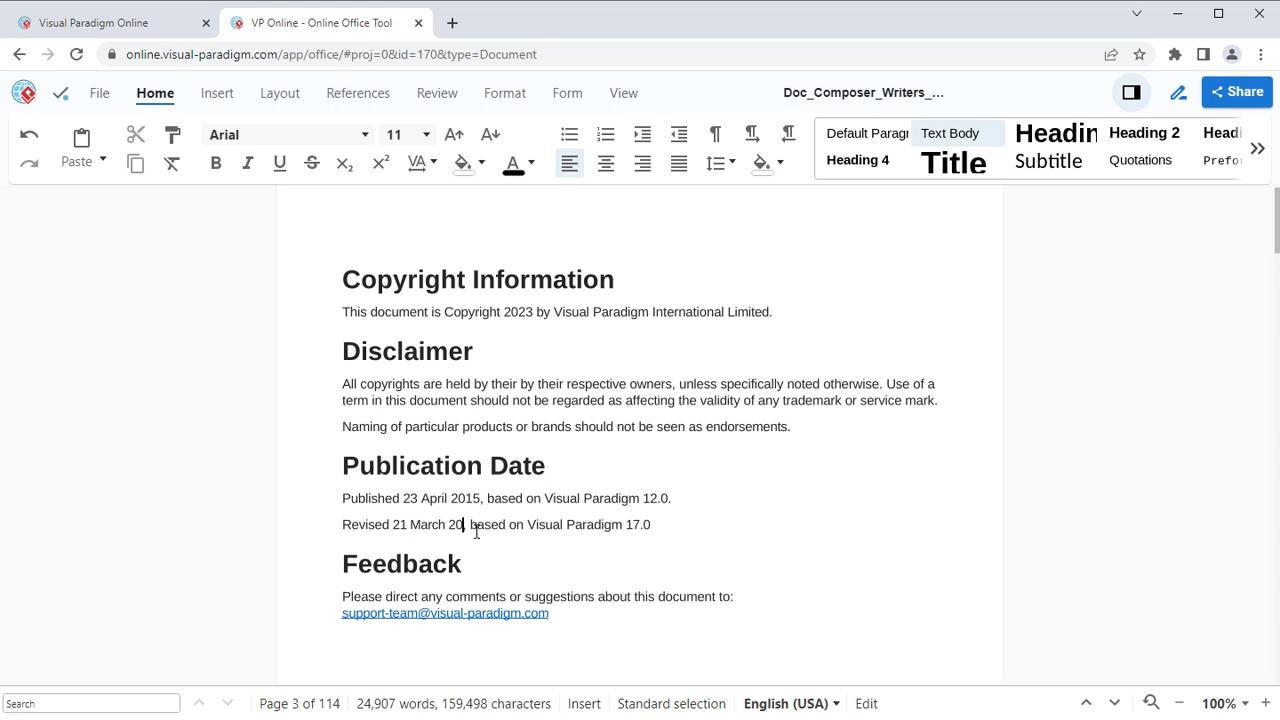 Visual Paradigm Online
VP Online - Online Office Tool
online.visual-paradigm.com/app/office/#proj=0&id=170&type=Document
File Home Insert Layout References Review Format Form View
Doc_Composer_Writers_...
Share
Paste
Arial 11
Default Paragr
Text Body
Headin
Heading 2
Headi
Heading 4
Title
Subtitle
Quotations
Prefor
Copyright Information
This document is Copyright 2023 by Visual Paradigm International Limited.
Disclaimer
All copyrights are held by their by their respective owners, unless specifically noted otherwise. Use of a
term in this document should not be regarded as affecting the validity of any trademark or service mark.
Naming of particular products or brands should not be seen as endorsements.
Publication Date
Published 23 April 2015, based on Visual Paradigm 12.0.
Revised 21 March 20, based on Visual Paradigm 17.0
Feedback
Please direct any comments or suggestions about this document to:
support-team@visual-paradigm.com
Search
Page 3 of 114
24,907 words, 159,498 characters
Insert
Standard selection
English (USA)
Edit
100%